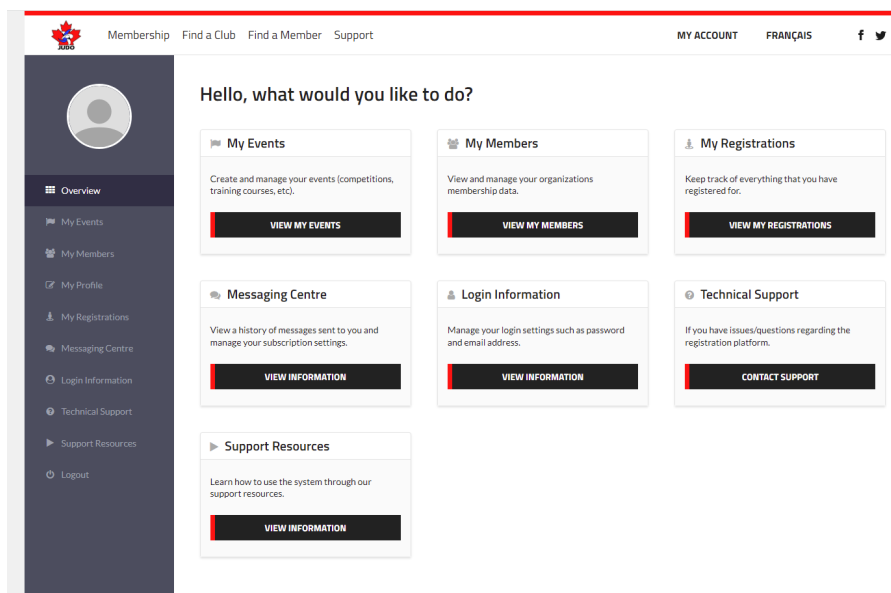 JUDO
Membership Find a Club Find a Member Support
MY ACCOUNT FRANÇAIS
Overview
My Events
My Members
My Profile
My Registrations
Messaging Centre
Login Information
Technical Support
Support Resources
Logout
Hello, what would you like to do?
My Events
Create and manage your events (competitions,
training courses, etc).
VIEW MY EVENTS
My Members
View and manage your organizations
membership data.
VIEW MY MEMBERS
My Registrations
Keep track of everything that you have
registered for.
VIEW MY REGISTRATIONS
Messaging Centre
View a history of messages sent to you and
manage your subscription settings.
VIEW INFORMATION
Login Information
Manage your login settings such as password
and email address.
VIEW INFORMATION
Technical Support
If you have issues/questions regarding the
registration platform.
CONTACT SUPPORT
Support Resources
Learn how to use the system through our
support resources.
VIEW INFORMATION